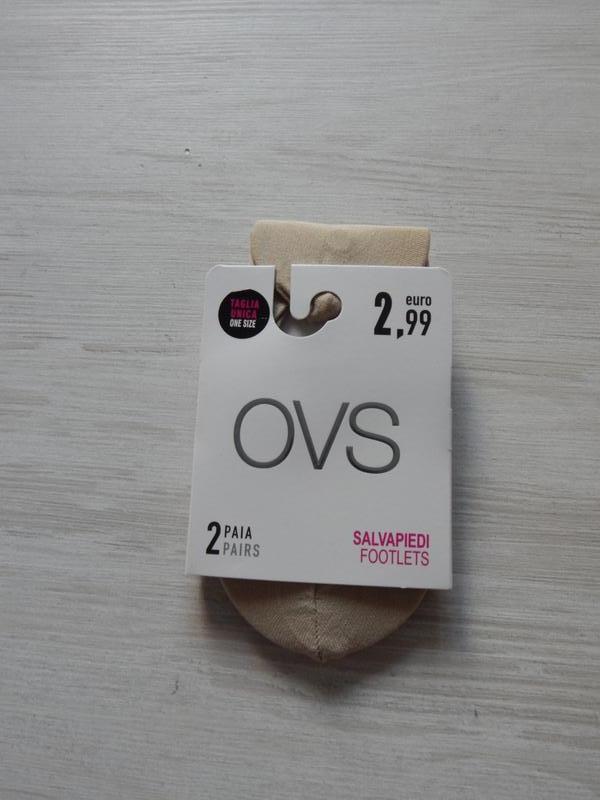 TAGLIA
UNICA
ONE SIZE
2,99 euro
OVS
2 PAIA
PAIRS
SALVAPIEDI
FOOTLETS